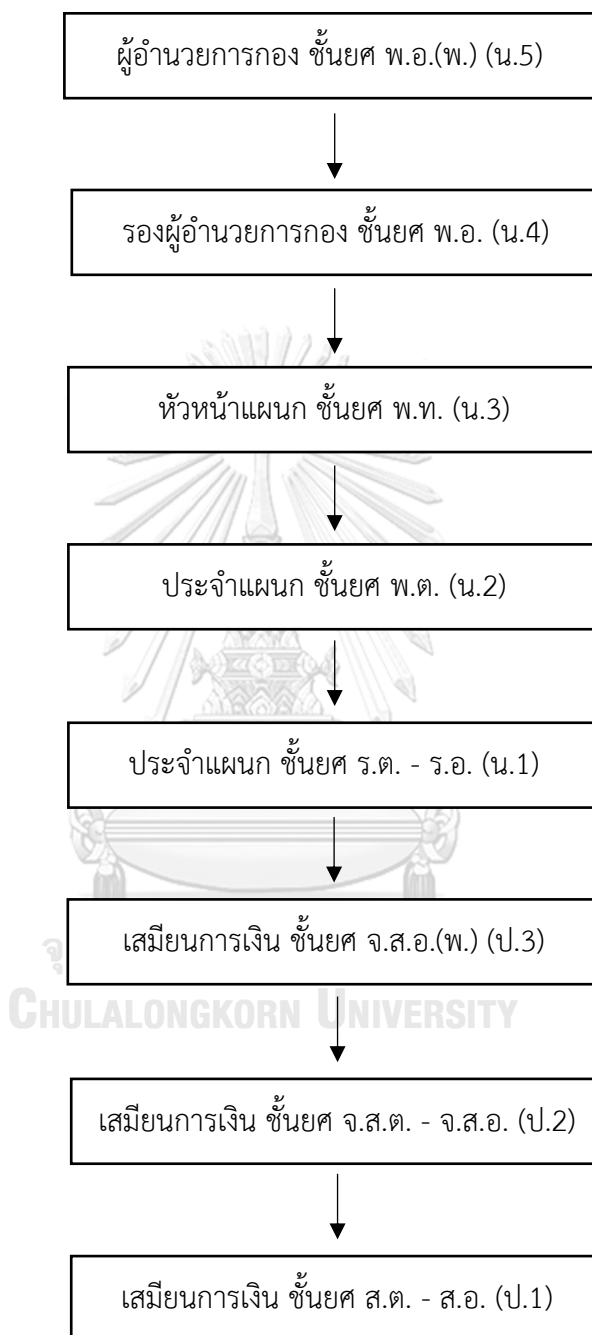 ผู้อำนวยการกอง ชั้นยศ พ.อ.(พ.) (น.5)
รองผู้อำนวยการกอง ชั้นยศ พ.อ. (น.4)
หัวหน้าแผนก ชั้นยศ พ.ท. (น.3)
ประจำแผนก ชั้นยศ พ.ต. (น.2)
ประจำแผนก ชั้นยศ ร.ต. - ร.อ. (น.1)
เสมียนการเงิน ชั้นยศ จ.ส.อ.(พ.) (ป.3)
CHULALONGKORN UNIVERSITY
เสมียนการเงิน ชั้นยศ จ.ส.ต. - จ.ส.อ. (ป.2)
เสมียนการเงิน ชั้นยศ ส.ต. - ส.อ. (ป.1)